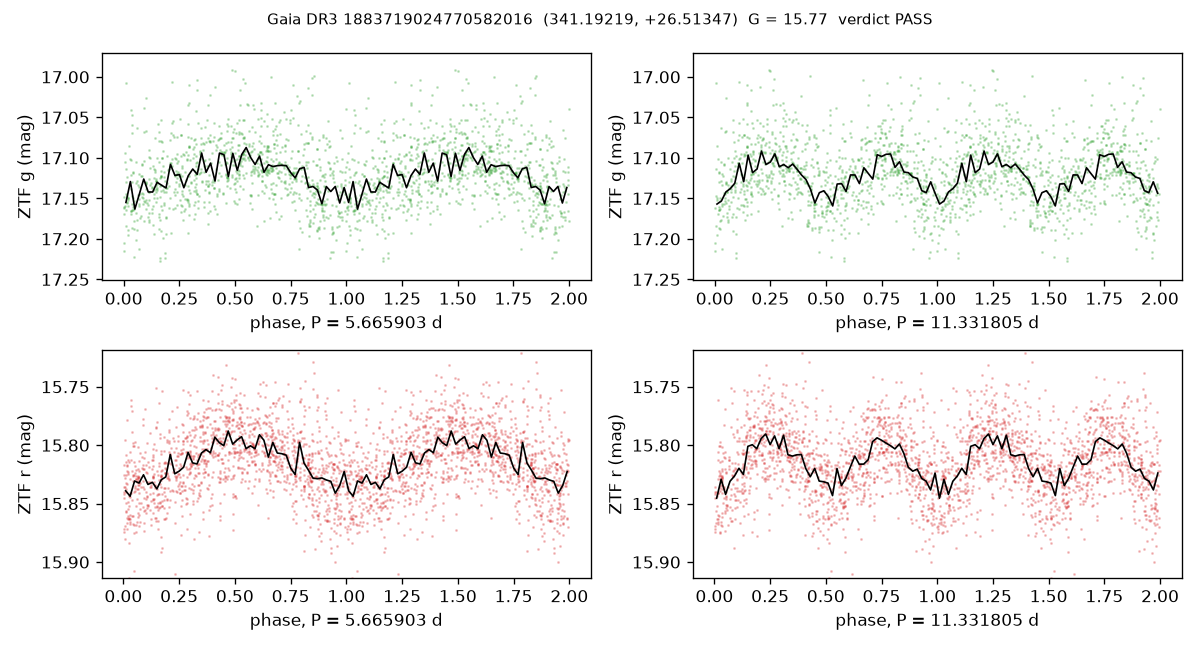 Gaia DR3 1883719024770582016  (341.19219, +26.51347)  G = 15.77  verdict PASS
ZTF g (mag)
17.00
17.05
17.10
17.15
17.20
17.25
0.00 0.25 0.50 0.75 1.00 1.25 1.50 1.75 2.00
phase, P = 5.665903 d
ZTF g (mag)
17.00
17.05
17.10
17.15
17.20
17.25
0.00 0.25 0.50 0.75 1.00 1.25 1.50 1.75 2.00
phase, P = 11.331805 d
ZTF r (mag)
15.75
15.80
15.85
15.90
0.00 0.25 0.50 0.75 1.00 1.25 1.50 1.75 2.00
phase, P = 5.665903 d
ZTF r (mag)
15.75
15.80
15.85
15.90
0.00 0.25 0.50 0.75 1.00 1.25 1.50 1.75 2.00
phase, P = 11.331805 d